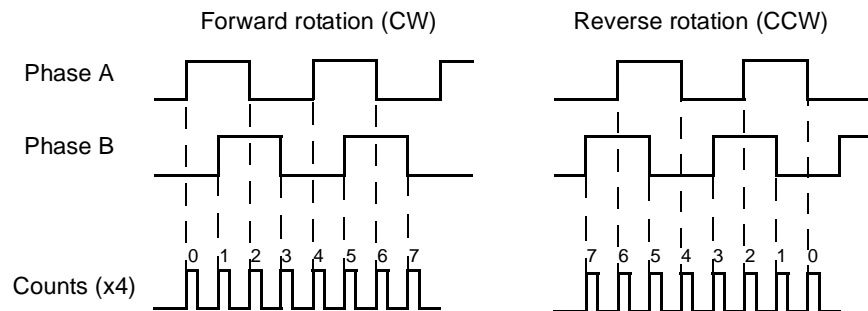 Forward rotation (CW) Reverse rotation (CCW)
Phase A
Phase B
0 1 2 3 4 5 6 7 7 6 5 4 3 2 1 0
Counts (x4)